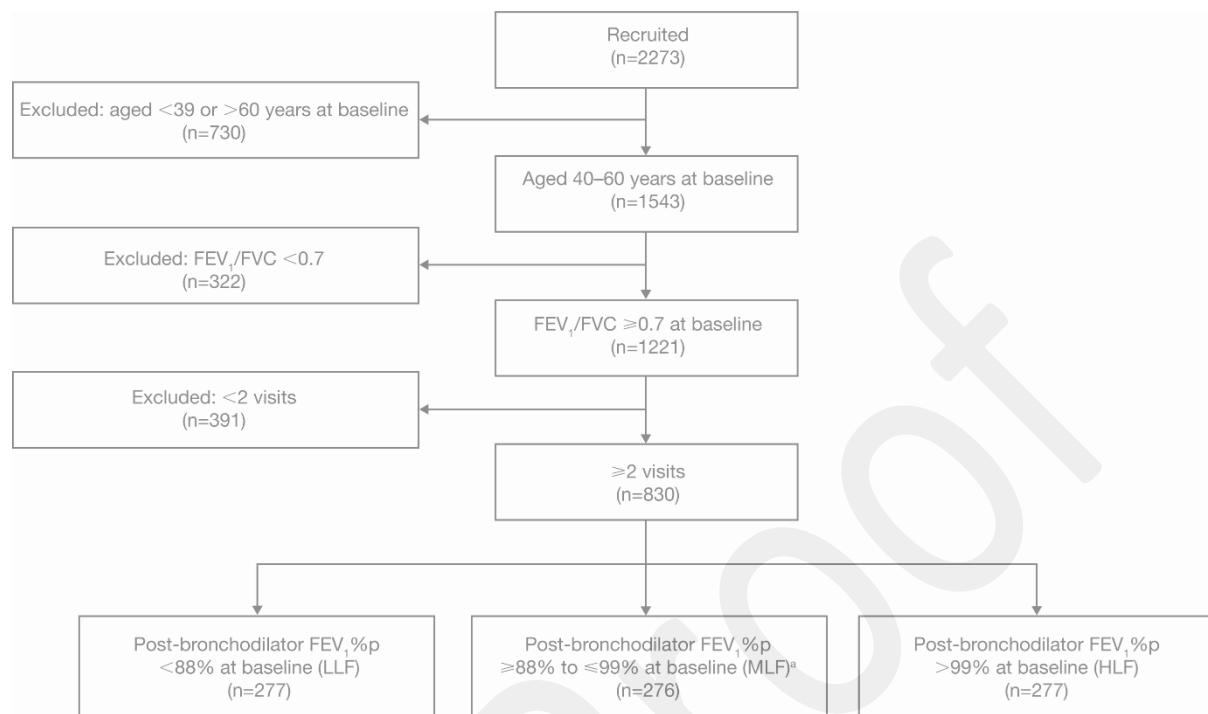 Recruited
(n=2273)
Excluded: aged <39 or >60 years at baseline
(n=730)
Aged 40–60 years at baseline
(n=1543)
Excluded: FEV₁/FVC <0.7
(n=322)
FEV₁/FVC ≥0.7 at baseline
(n=1221)
Excluded: <2 visits
(n=391)
≥2 visits
(n=830)
Post-bronchodilator FEV₁%p
<88% at baseline (LLF)
(n=277)
Post-bronchodilator FEV₁%p
≥88% to ≤99% at baseline (MLF)ᵃ
(n=276)
Post-bronchodilator FEV₁%p
>99% at baseline (HLF)
(n=277)
Proof